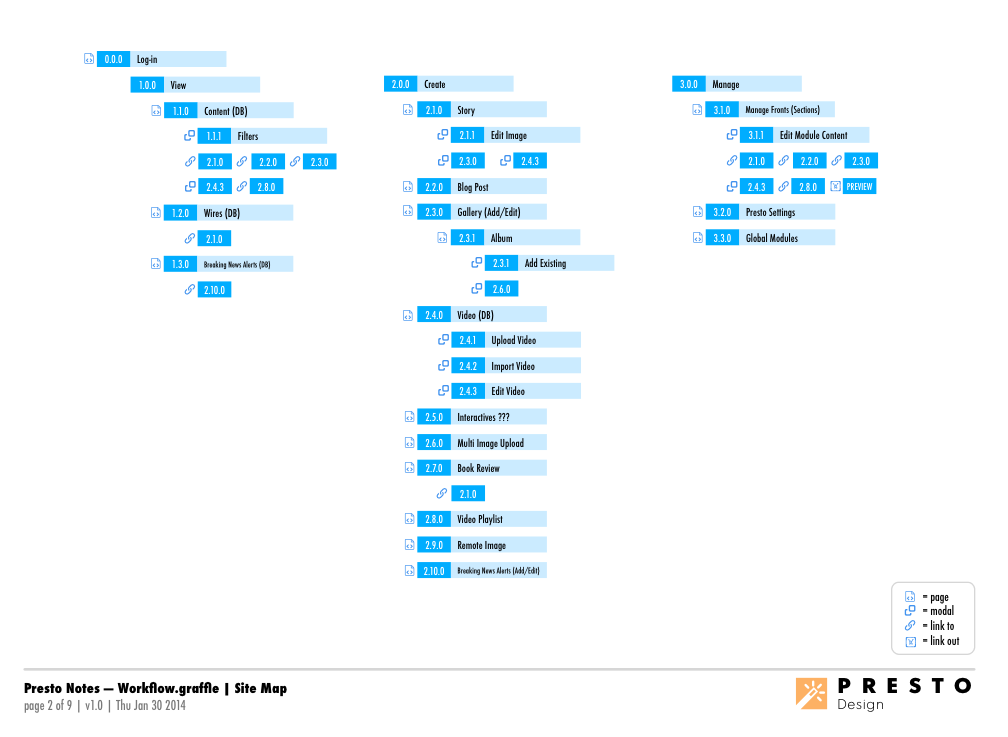 0.0.0 Log-in
1.0.0 View
1.1.0 Content (DB)
1.1.1 Filters
2.1.0 2.2.0 2.3.0
2.4.3 2.8.0
1.2.0 Wires (DB)
2.1.0
1.3.0 Breaking News Alerts (DB)
2.10.0
2.0.0 Create
2.1.0 Story
2.1.1 Edit Image
2.3.0 2.4.3
2.2.0 Blog Post
2.3.0 Gallery (Add/Edit)
2.3.1 Album
2.3.1 Add Existing
2.6.0
2.4.0 Video (DB)
2.4.1 Upload Video
2.4.2 Import Video
2.4.3 Edit Video
2.5.0 Interactives ???
2.6.0 Multi Image Upload
2.7.0 Book Review
2.1.0
2.8.0 Video Playlist
2.9.0 Remote Image
2.10.0 Breaking News Alerts (Add/Edit)
3.0.0 Manage
3.1.0 Manage Fronts (Sections)
3.1.1 Edit Module Content
2.1.0 2.2.0 2.3.0
2.4.3 2.8.0 PREVIEW
3.2.0 Presto Settings
3.3.0 Global Modules
= page
= modal
= link to
= link out
Presto Notes — Workflow.graffle | Site Map
page 2 of 9 | v1.0 | Thu Jan 30 2014
PRESTO
Design